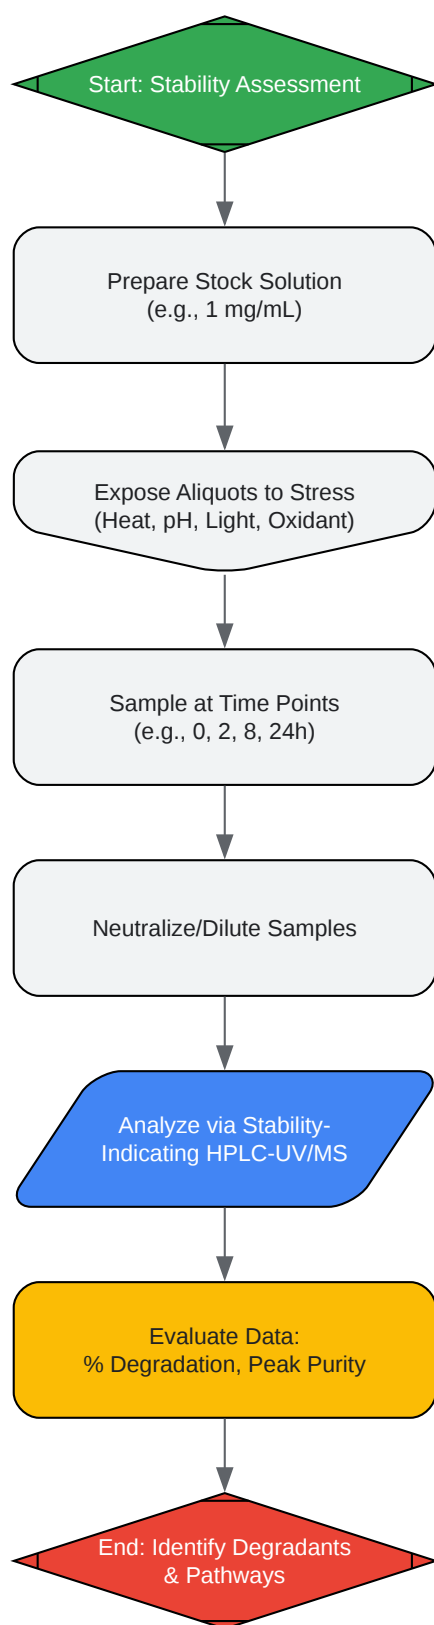 Start: Stability Assessment
Prepare Stock Solution
(e.g., 1 mg/mL)
Expose Aliquots to Stress
(Heat, pH, Light, Oxidant)
Sample at Time Points
(e.g., 0, 2, 8, 24h)
Neutralize/Dilute Samples
Analyze via Stability-
Indicating HPLC-UV/MS
Evaluate Data:
% Degradation, Peak Purity
End: Identify Degradants
& Pathways